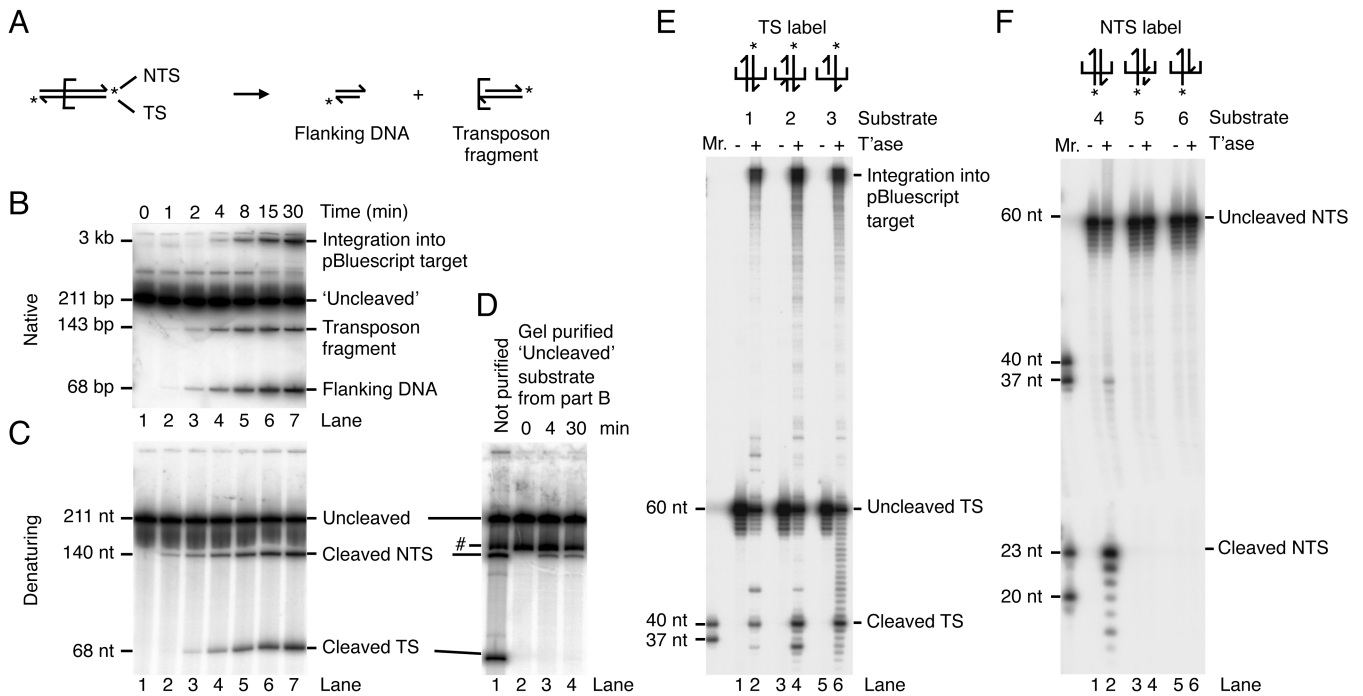 A
NTS
TS
*
*
+
*
*
Flanking DNA
Transposon
fragment
B
0 1 2 4 8 15 30 Time (min)
Native
3 kb
211 bp
143 bp
68 bp
Integration into
pBluescript target
'Uncleaved'
Transposon
fragment
Flanking DNA
1 2 3 4 5 6 7 Lane
C
Denaturing
211 nt
140 nt
68 nt
Uncleaved
Cleaved NTS
Cleaved TS
1 2 3 4 5 6 7 Lane
D
Not purified
Gel purified
'Uncleaved'
substrate
from part B
0 4 30 min
#
1 2 3 4 Lane
E
TS label
* * *
1 2 3 Substrate
Mr. - + - + - + T'ase
Integration into
pBluescript
target
60 nt
Uncleaved TS
40 nt
Cleaved TS
37 nt
1 2 3 4 5 6 Lane
F
NTS label
* * *
4 5 6 Substrate
Mr. - + - + - + T'ase
60 nt
Uncleaved NTS
40 nt
37 nt
23 nt
Cleaved NTS
20 nt
1 2 3 4 5 6 Lane